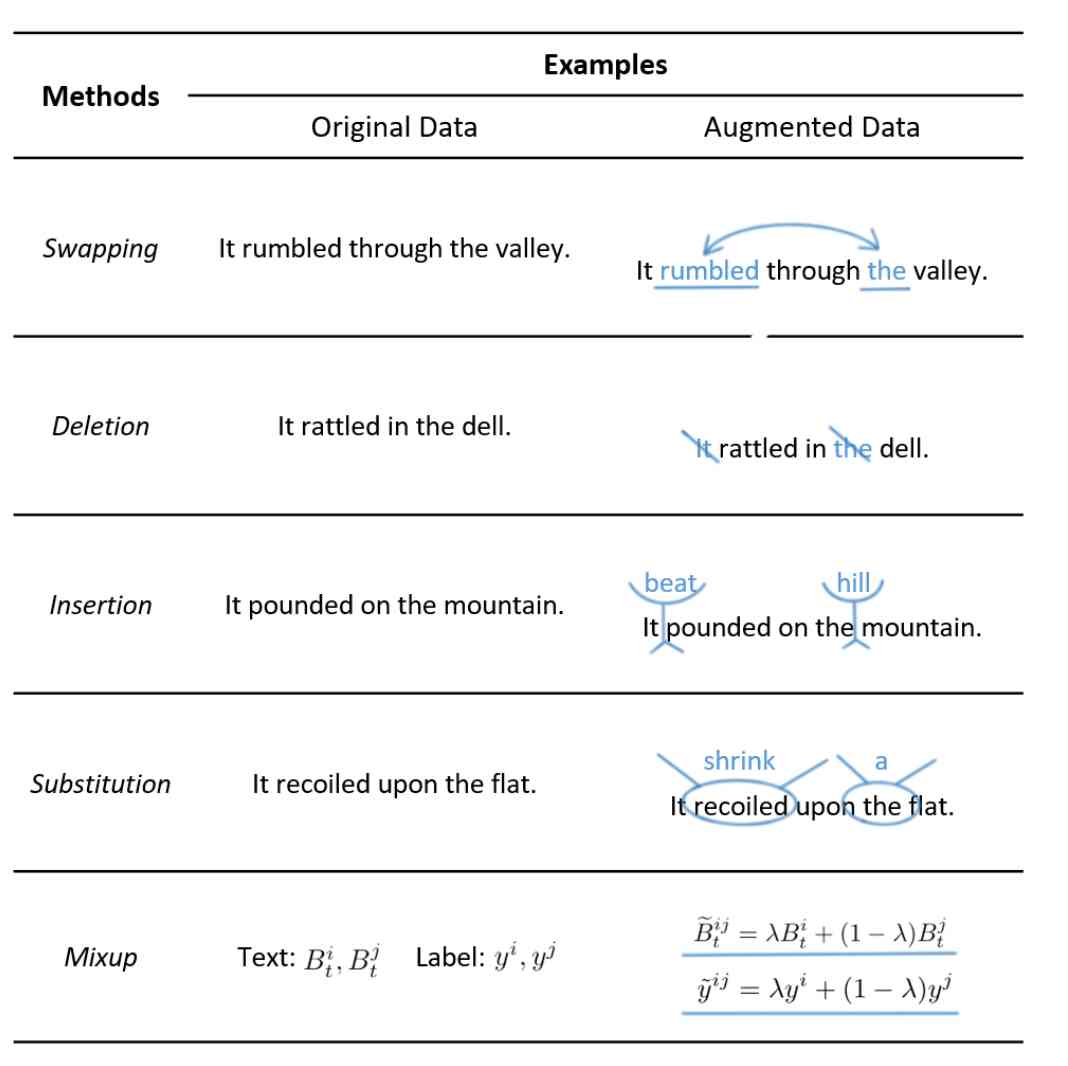 Examples
Methods
Original Data Augmented Data
Swapping It rumbled through the valley. It rumbled through the valley.
Deletion It rattled in the dell. It rattled in the dell.
beat hill
Insertion It pounded on the mountain. It pounded on the mountain.
shrink a
Substitution It recoiled upon the flat. It recoiled upon the flat.
Mixup Text: $B_t^i, B_t^j$ Label: $y^i, y^j$
$\widetilde{B}_t^{ij} = \lambda B_t^i + (1 - \lambda) B_t^j$
$\tilde{y}^{ij} = \lambda y^i + (1 - \lambda) y^j$